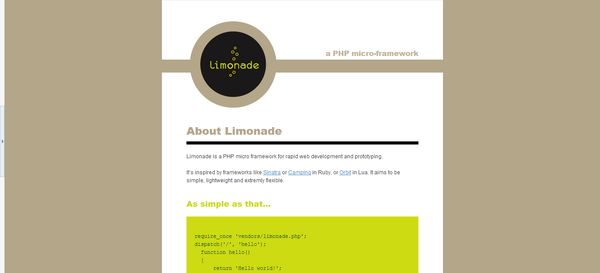 limonade
a PHP micro-framework
About Limonade
Limonade is a PHP micro framework for rapid web development and prototyping.
It's inspired by frameworks like Sinatra or Camping in Ruby, or Orbit in Lua. It aims to be
simple, lightweight and extremly flexible.
As simple as that...
require_once 'vendors/limonade.php';
dispatch('/', 'hello');
function hello()
{
return 'Hello world!';